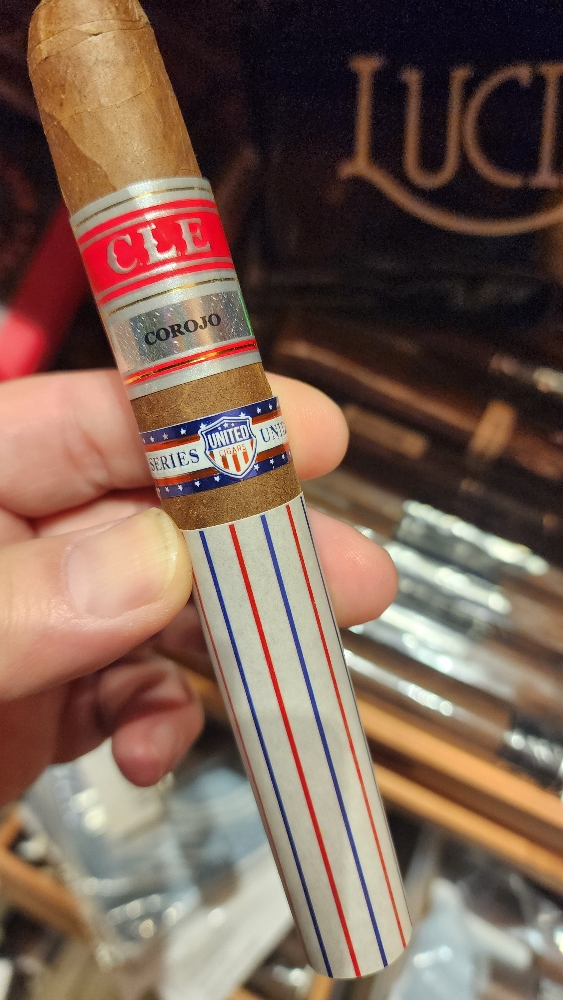 LUCI
CLE
COROJO
SERIES UNITED UNI
CIGARS